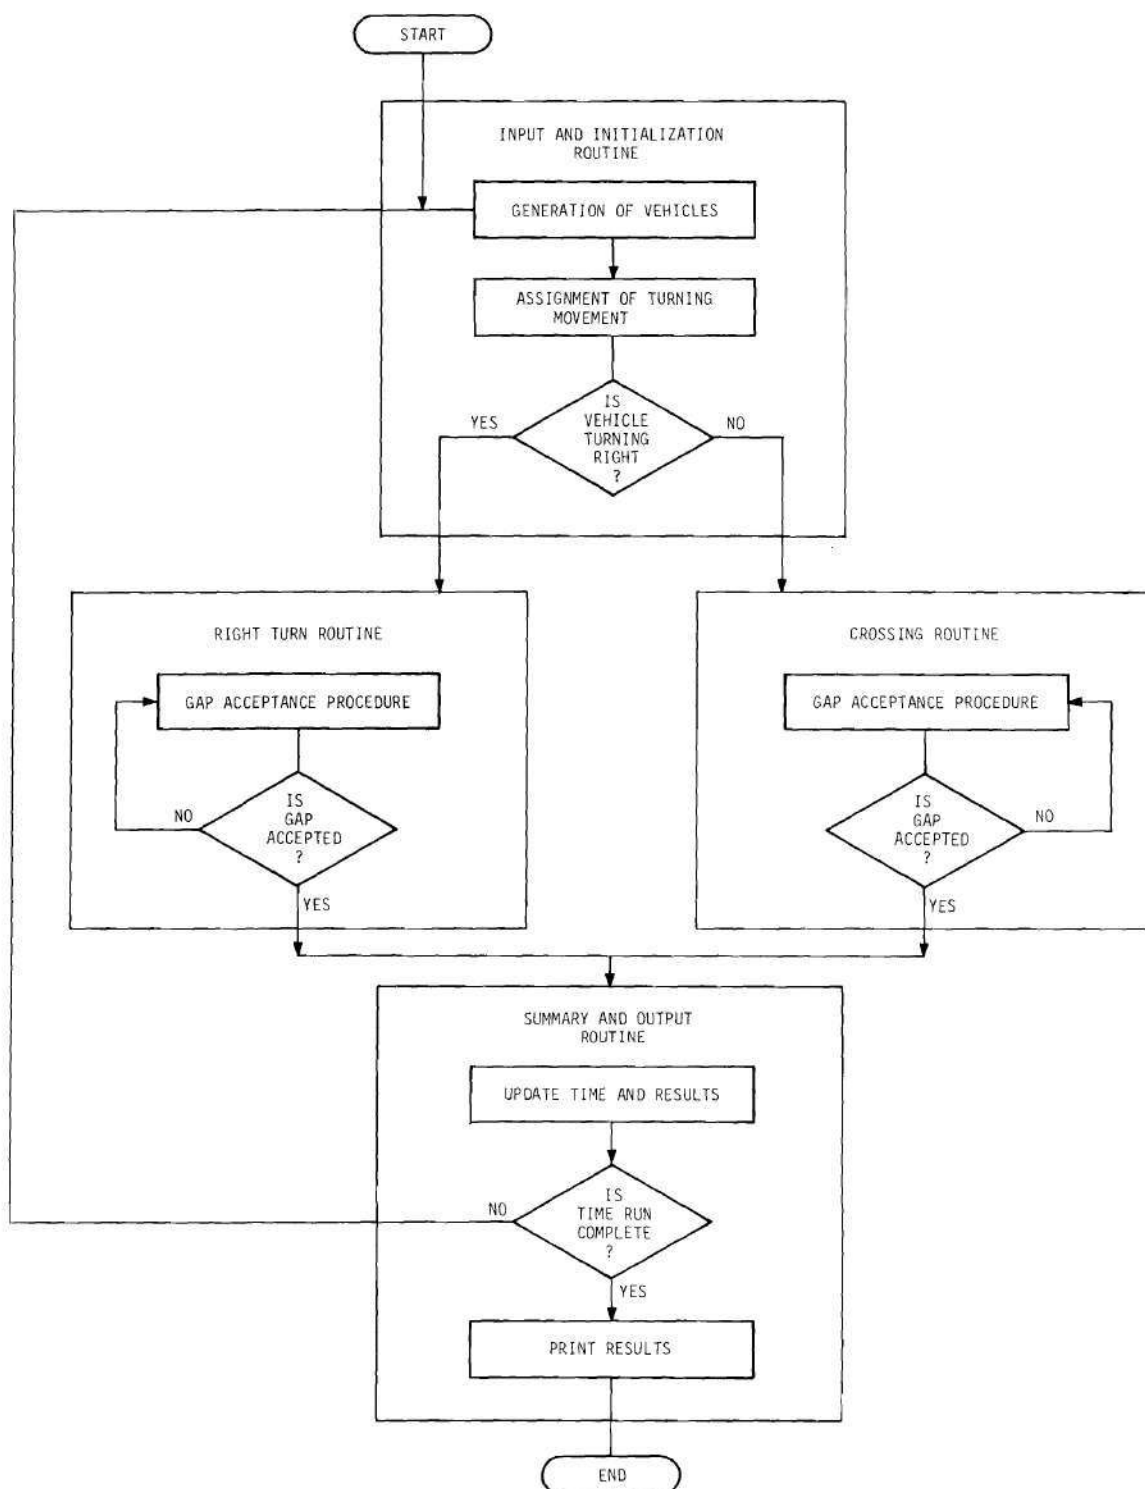 START
INPUT AND INITIALIZATION
ROUTINE
GENERATION OF VEHICLES
ASSIGNMENT OF TURNING
MOVEMENT
IS
VEHICLE
TURNING
RIGHT
?
YES
NO
RIGHT TURN ROUTINE
GAP ACCEPTANCE PROCEDURE
IS
GAP
ACCEPTED
?
NO
YES
CROSSING ROUTINE
GAP ACCEPTANCE PROCEDURE
IS
GAP
ACCEPTED
?
NO
YES
SUMMARY AND OUTPUT
ROUTINE
UPDATE TIME AND RESULTS
IS
TIME RUN
COMPLETE
?
NO
YES
PRINT RESULTS
END